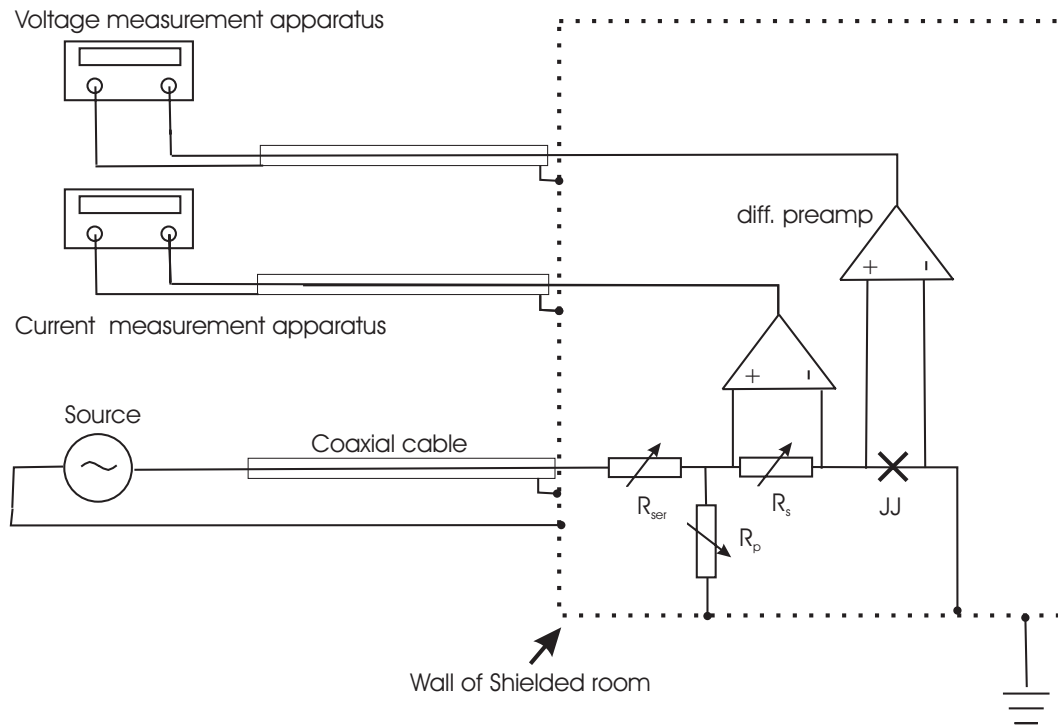 Voltage measurement apparatus
diff. preamp
+ -
Current measurement apparatus
+ -
Source
Coaxial cable
R_ser
R_s
JJ
R_p
Wall of Shielded room